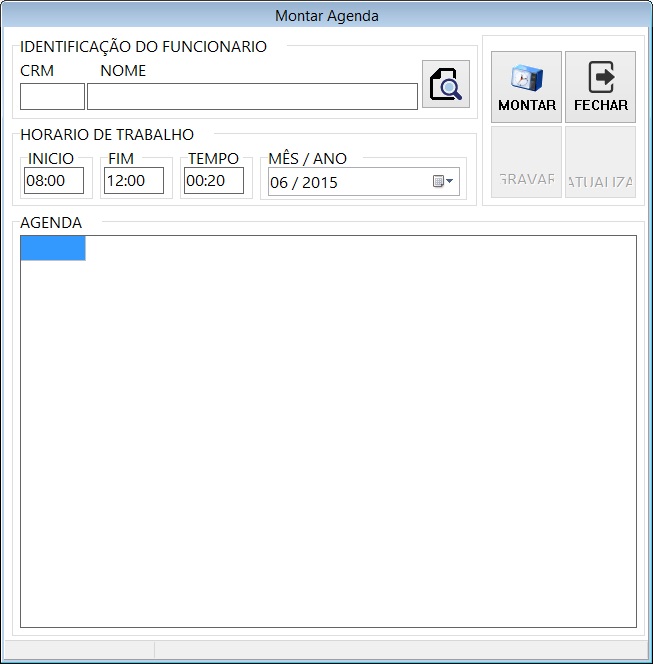 Montar Agenda
IDENTIFICAÇÃO DO FUNCIONARIO
CRM NOME
MONTAR FECHAR
HORARIO DE TRABALHO
INICIO FIM TEMPO MÊS / ANO
08:00 12:00 00:20 06 / 2015
GRAVAR ATUALIZA
AGENDA